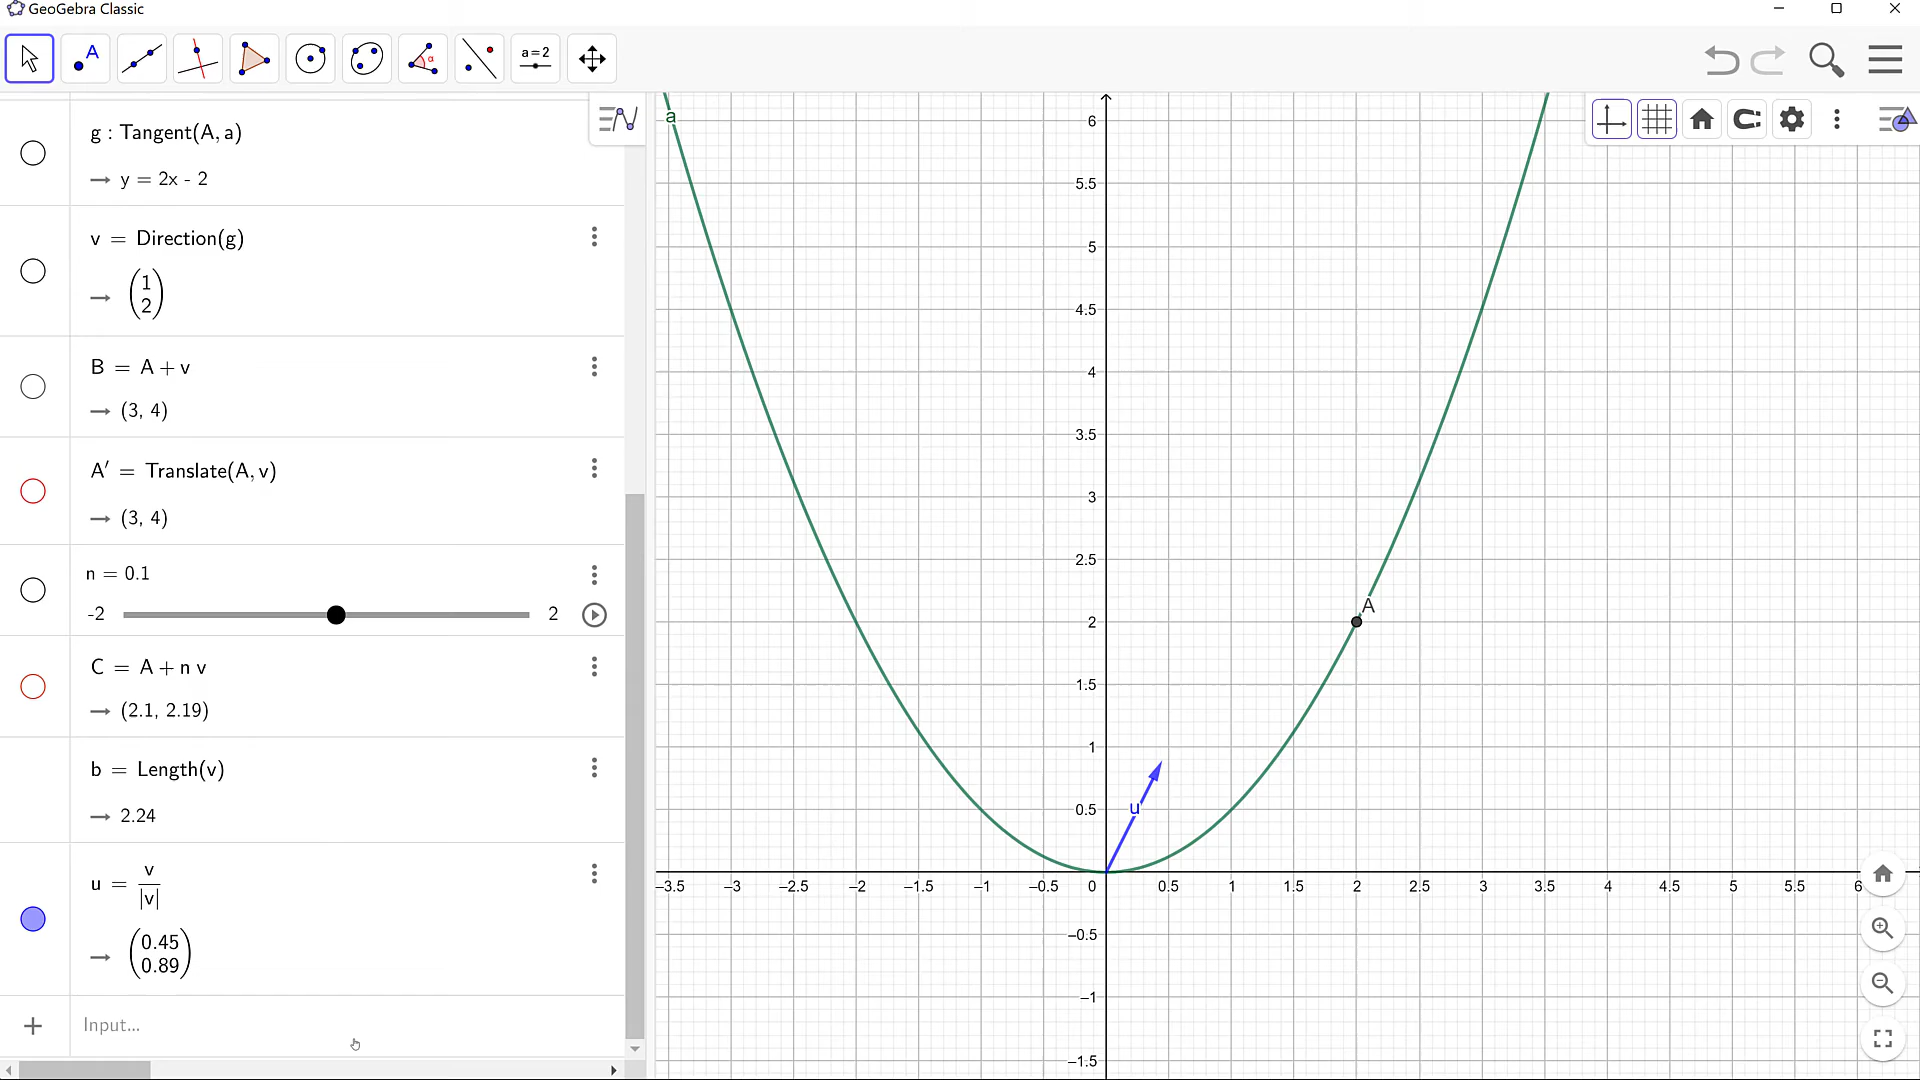 GeoGebra Classic
A
α
a=2
g : Tangent(A, a)
→ y = 2x - 2
v = Direction(g)
→ (1
2)
B = A + v
→ (3, 4)
A′ = Translate(A, v)
→ (3, 4)
n = 0.1
-2 2
C = A + n v
→ (2.1, 2.19)
b = Length(v)
→ 2.24
u = v
|v|
→ (0.45
0.89)
+ Input...
a
6
5.5
5
4.5
4
3.5
3
2.5
2
1.5
1
0.5
A
u
–3.5 –3 –2.5 –2 –1.5 –1 –0.5 0 0.5 1 1.5 2 2.5 3 3.5 4 4.5 5 5.5 6
–0.5
–1
–1.5